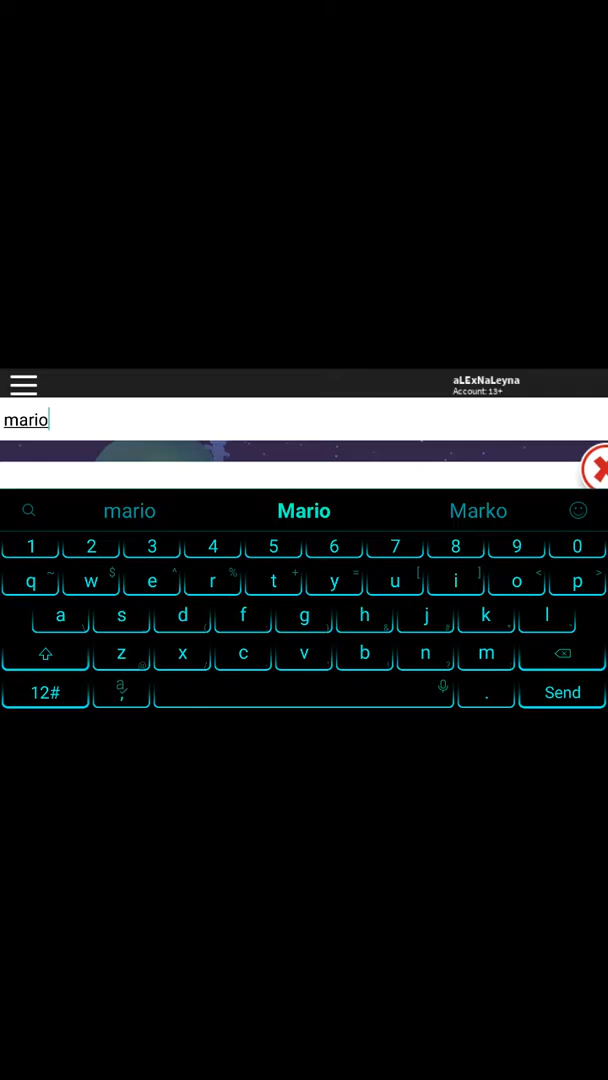 aLExNaLeyna
Account: 13+
mario
mario Mario Marko
1 2 3 4 5 6 7 8 9 0
q ~ w $ e ^ r % t + y = u [ i ] o < p >
a s d f g h j k l
z x c v b n m
12# a , . Send